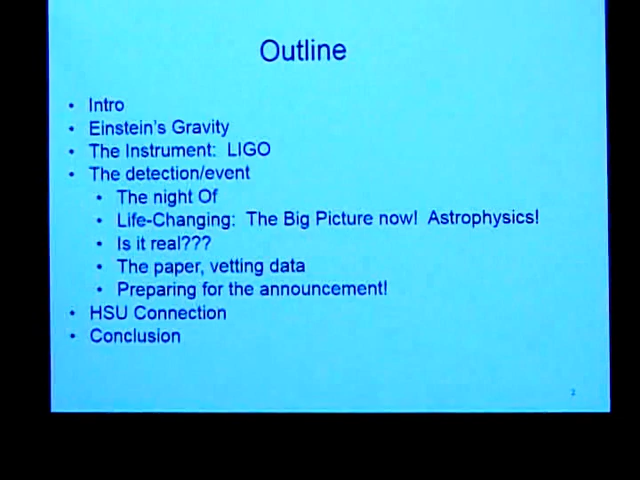 Outline
• Intro
• Einstein's Gravity
• The Instrument:  LIGO
• The detection/event
• The night Of
• Life-Changing:  The Big Picture now!  Astrophysics!
• Is it real???
• The paper, vetting data
• Preparing for the announcement!
• HSU Connection
• Conclusion
2